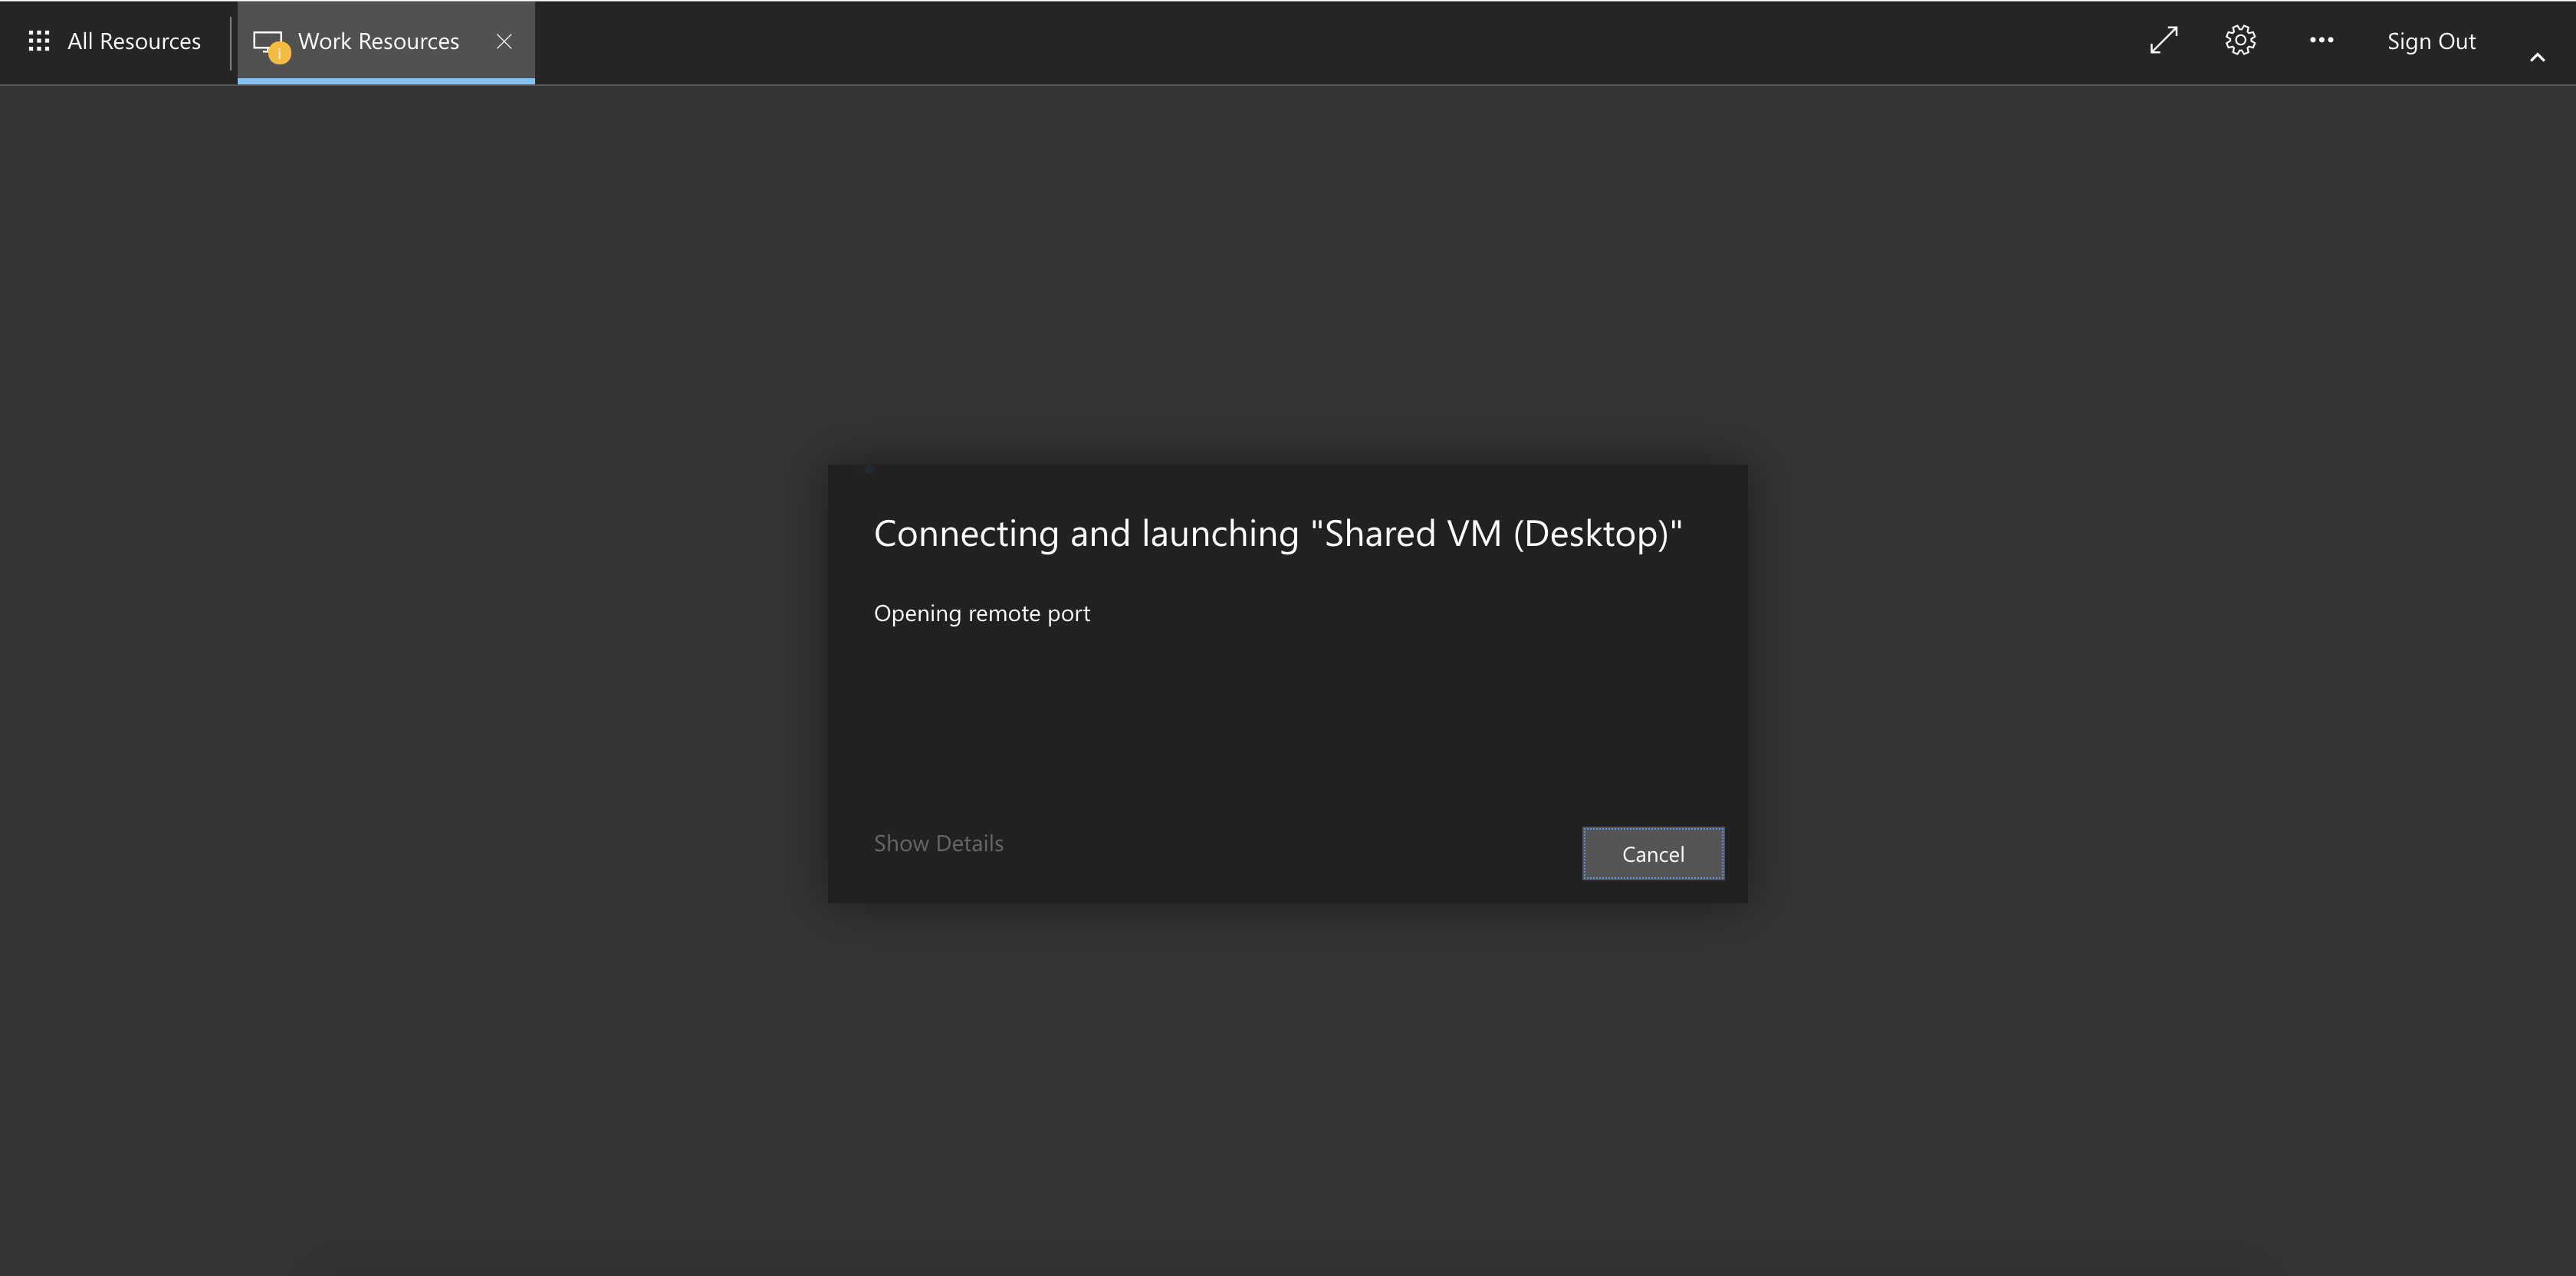 All Resources
Work Resources
Sign Out
Connecting and launching "Shared VM (Desktop)"
Opening remote port
Show Details
Cancel